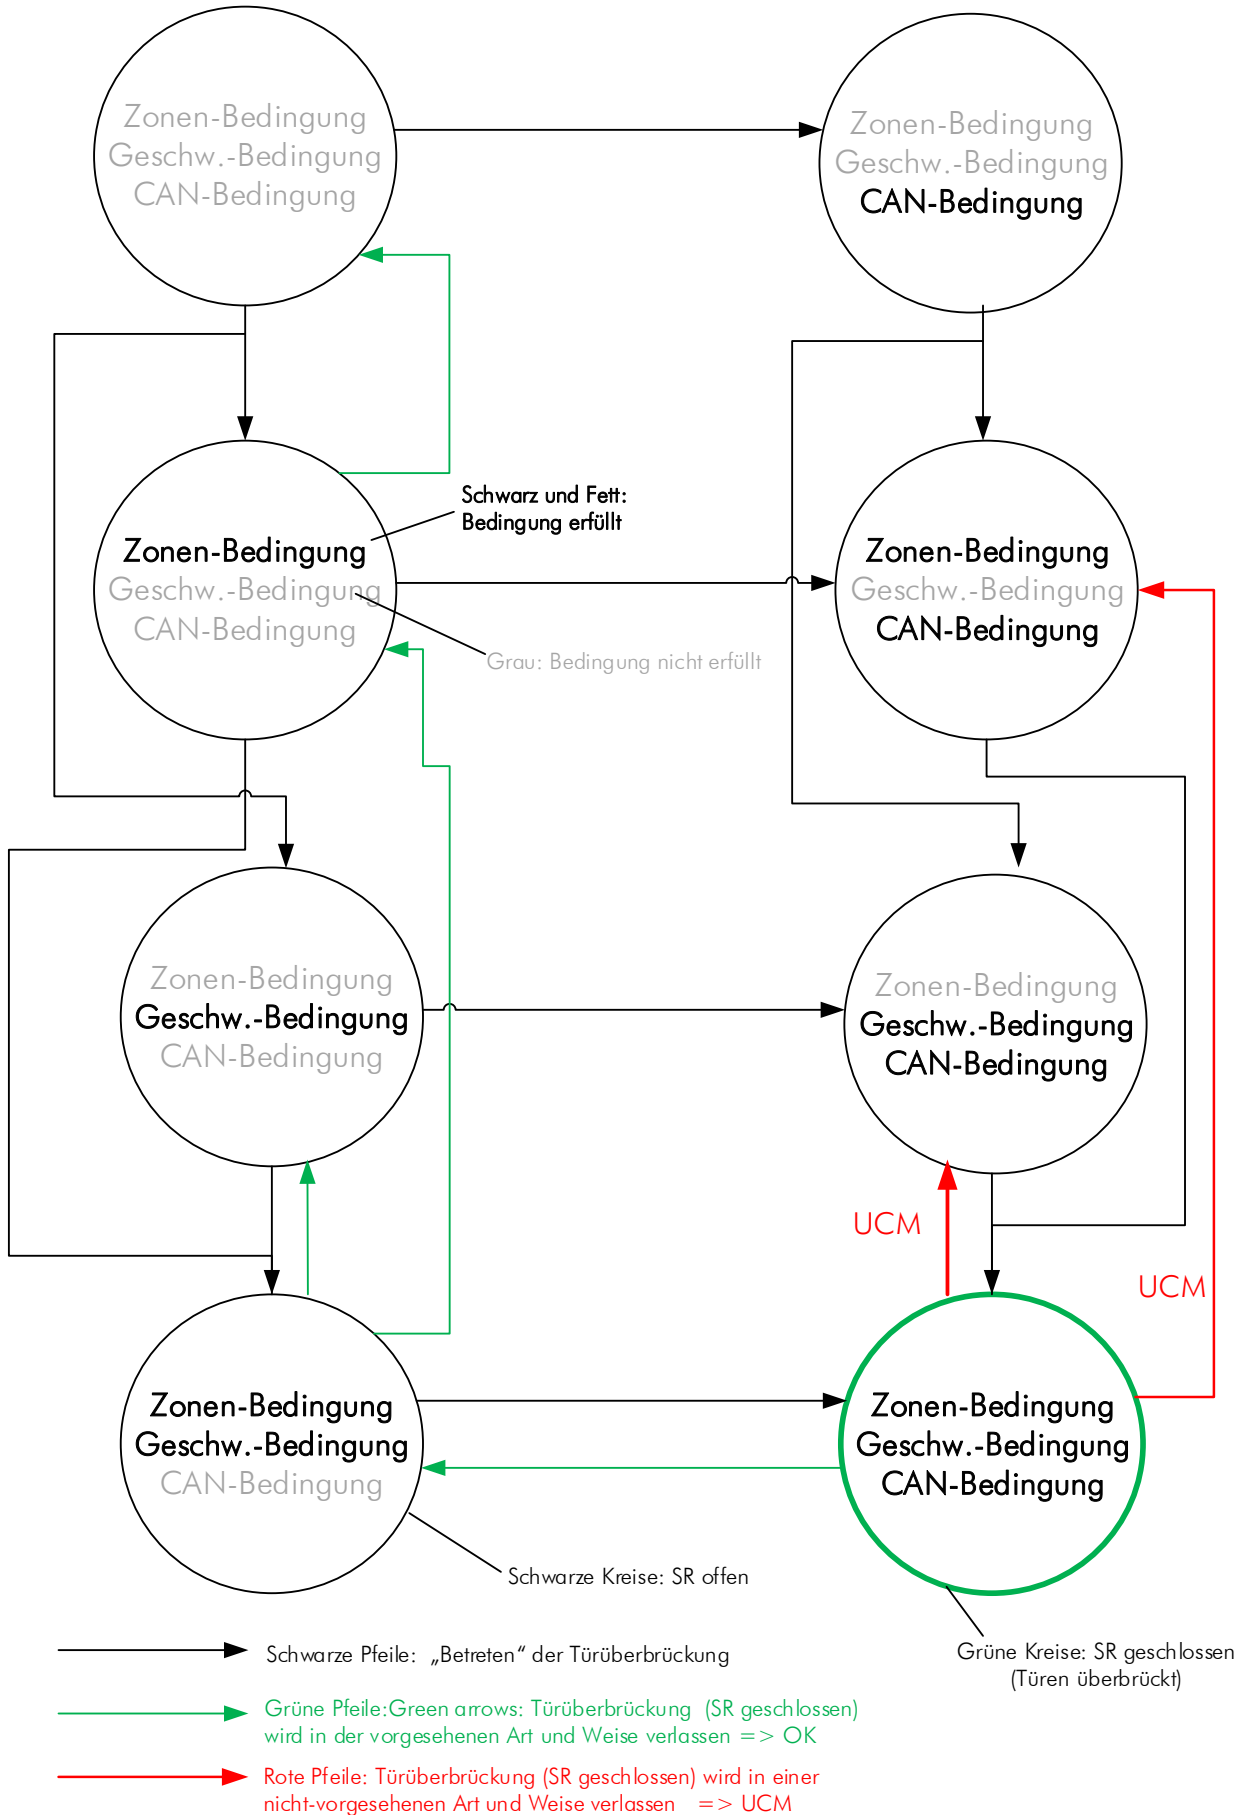 Zonen-Bedingung
Geschw.-Bedingung
CAN-Bedingung
Zonen-Bedingung
Geschw.-Bedingung
CAN-Bedingung
Zonen-Bedingung
Geschw.-Bedingung
CAN-Bedingung
Schwarz und Fett:
Bedingung erfüllt
Grau: Bedingung nicht erfüllt
Zonen-Bedingung
Geschw.-Bedingung
CAN-Bedingung
Zonen-Bedingung
Geschw.-Bedingung
CAN-Bedingung
Zonen-Bedingung
Geschw.-Bedingung
CAN-Bedingung
UCM
UCM
Zonen-Bedingung
Geschw.-Bedingung
CAN-Bedingung
Zonen-Bedingung
Geschw.-Bedingung
CAN-Bedingung
Schwarze Kreise: SR offen
Grüne Kreise: SR geschlossen
(Türen überbrückt)
Schwarze Pfeile: „Betreten“ der Türüberbrückung
Grüne Pfeile:Green arrows: Türüberbrückung (SR geschlossen)
wird in der vorgesehenen Art und Weise verlassen => OK
Rote Pfeile: Türüberbrückung (SR geschlossen) wird in einer
nicht-vorgesehenen Art und Weise verlassen => UCM